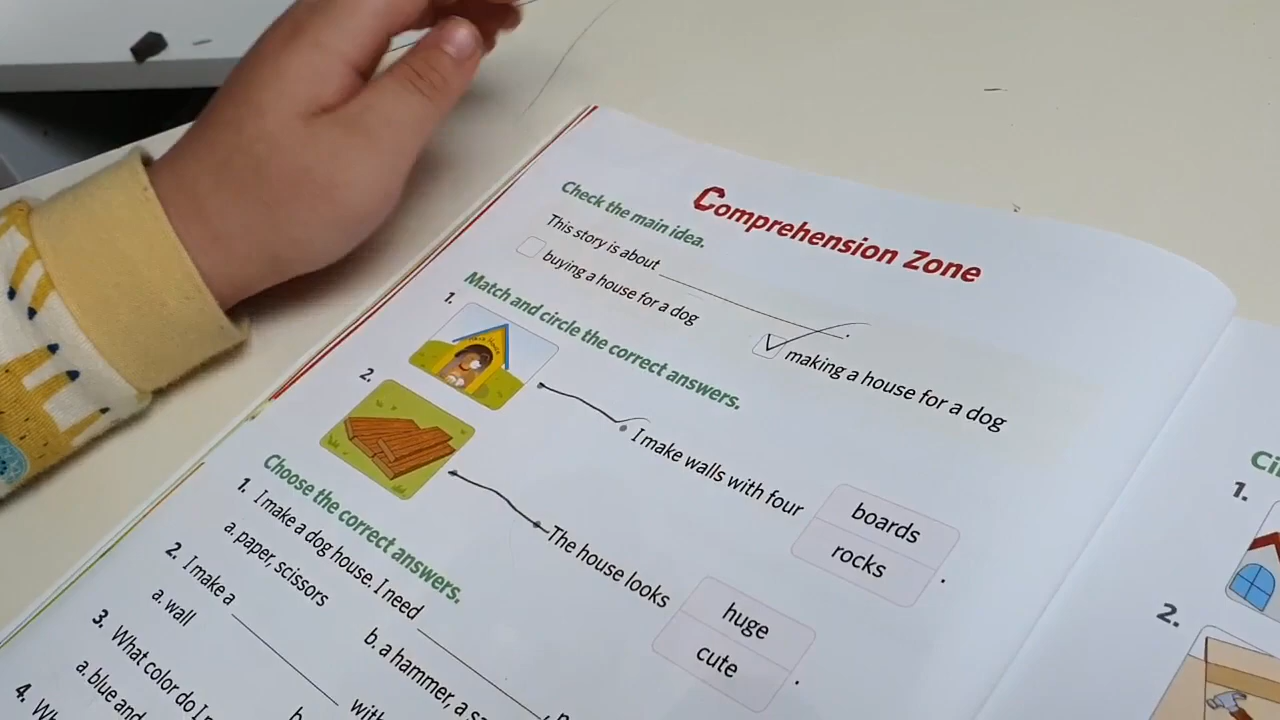 Comprehension Zone
Check the main idea.
This story is about .
buying a house for a dog
making a house for a dog
Match and circle the correct answers.
1.
I make walls with four
boards
rocks
.
2.
The house looks
huge
cute
.
Choose the correct answers.
1. I make a dog house. I need
a. paper, scissors
b. a hammer, a
2. I make a
a. wall
b.
3. What color do I
a. blue and
4.
Ci
1.
2.